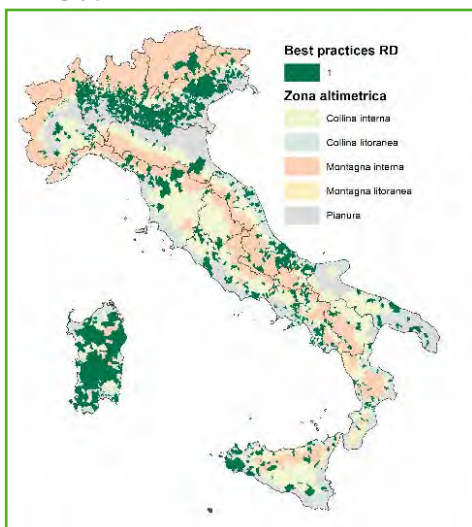 Best practices RD
1
Zona altimetrica
Collina interna
Collina litoranea
Montagna interna
Montagna litoranea
Pianura